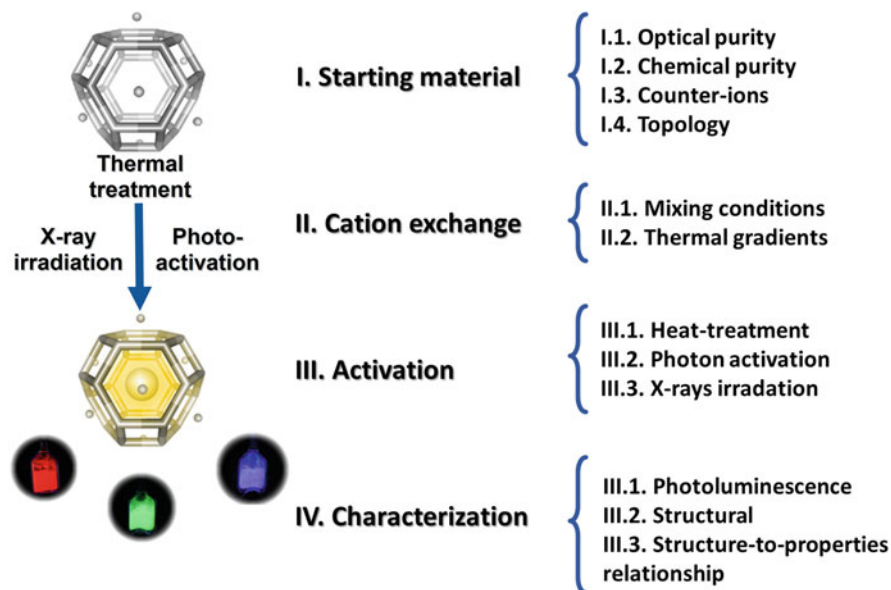 Thermal
treatment
X-ray
irradiation
Photo-
activation
I. Starting material
I.1. Optical purity
I.2. Chemical purity
I.3. Counter-ions
I.4. Topology
II. Cation exchange
II.1. Mixing conditions
II.2. Thermal gradients
III. Activation
III.1. Heat-treatment
III.2. Photon activation
III.3. X-rays irradation
IV. Characterization
III.1. Photoluminescence
III.2. Structural
III.3. Structure-to-properties
relationship